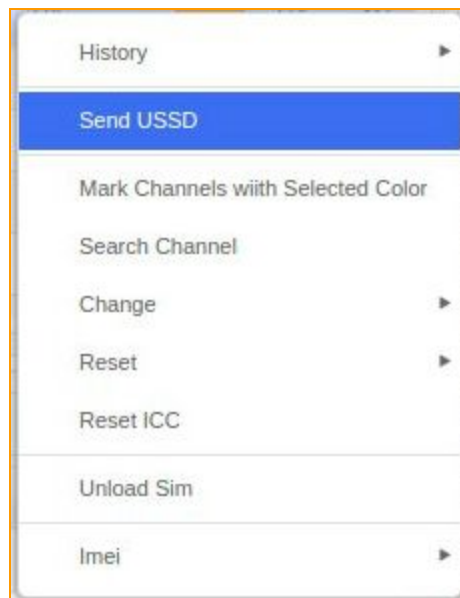 History
Send USSD
Mark Channels wiith Selected Color
Search Channel
Change
Reset
Reset ICC
Unload Sim
Imei